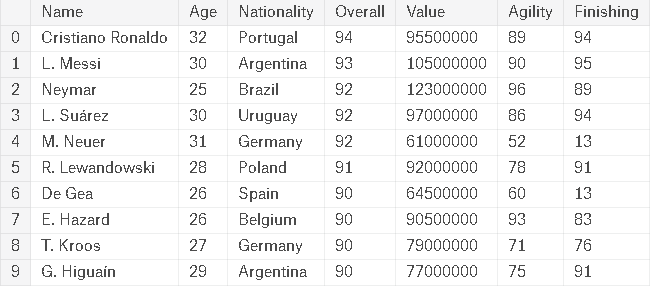 Name Age Nationality Overall Value Agility Finishing
0 Cristiano Ronaldo 32 Portugal 94 95500000 89 94
1 L. Messi 30 Argentina 93 105000000 90 95
2 Neymar 25 Brazil 92 123000000 96 89
3 L. Suárez 30 Uruguay 92 97000000 86 94
4 M. Neuer 31 Germany 92 61000000 52 13
5 R. Lewandowski 28 Poland 91 92000000 78 91
6 De Gea 26 Spain 90 64500000 60 13
7 E. Hazard 26 Belgium 90 90500000 93 83
8 T. Kroos 27 Germany 90 79000000 71 76
9 G. Higuaín 29 Argentina 90 77000000 75 91